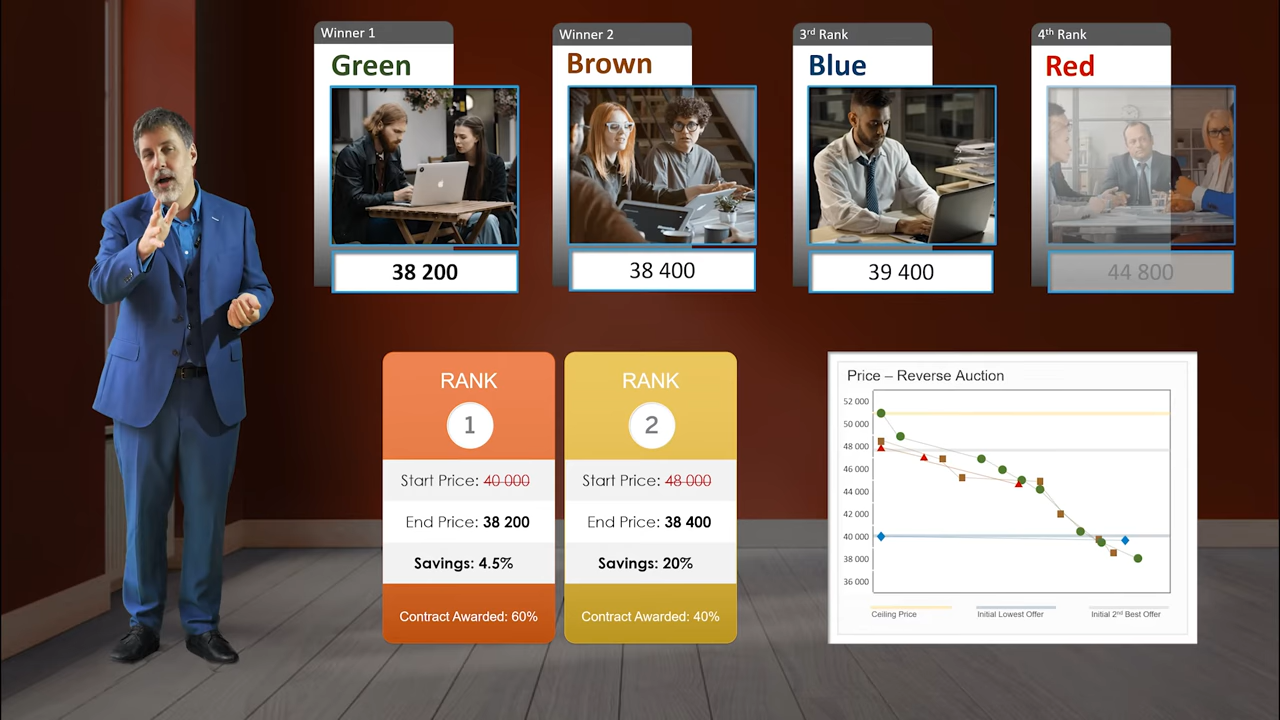 Winner 1
Green
38 200
Winner 2
Brown
38 400
3rd Rank
Blue
39 400
4th Rank
Red
44 800
RANK
1
Start Price: 40 000
End Price: 38 200
Savings: 4.5%
Contract Awarded: 60%
RANK
2
Start Price: 48 000
End Price: 38 400
Savings: 20%
Contract Awarded: 40%
Price – Reverse Auction
52 000
50 000
48 000
46 000
44 000
42 000
40 000
38 000
36 000
Ceiling Price
Initial Lowest Offer
Initial 2nd Best Offer